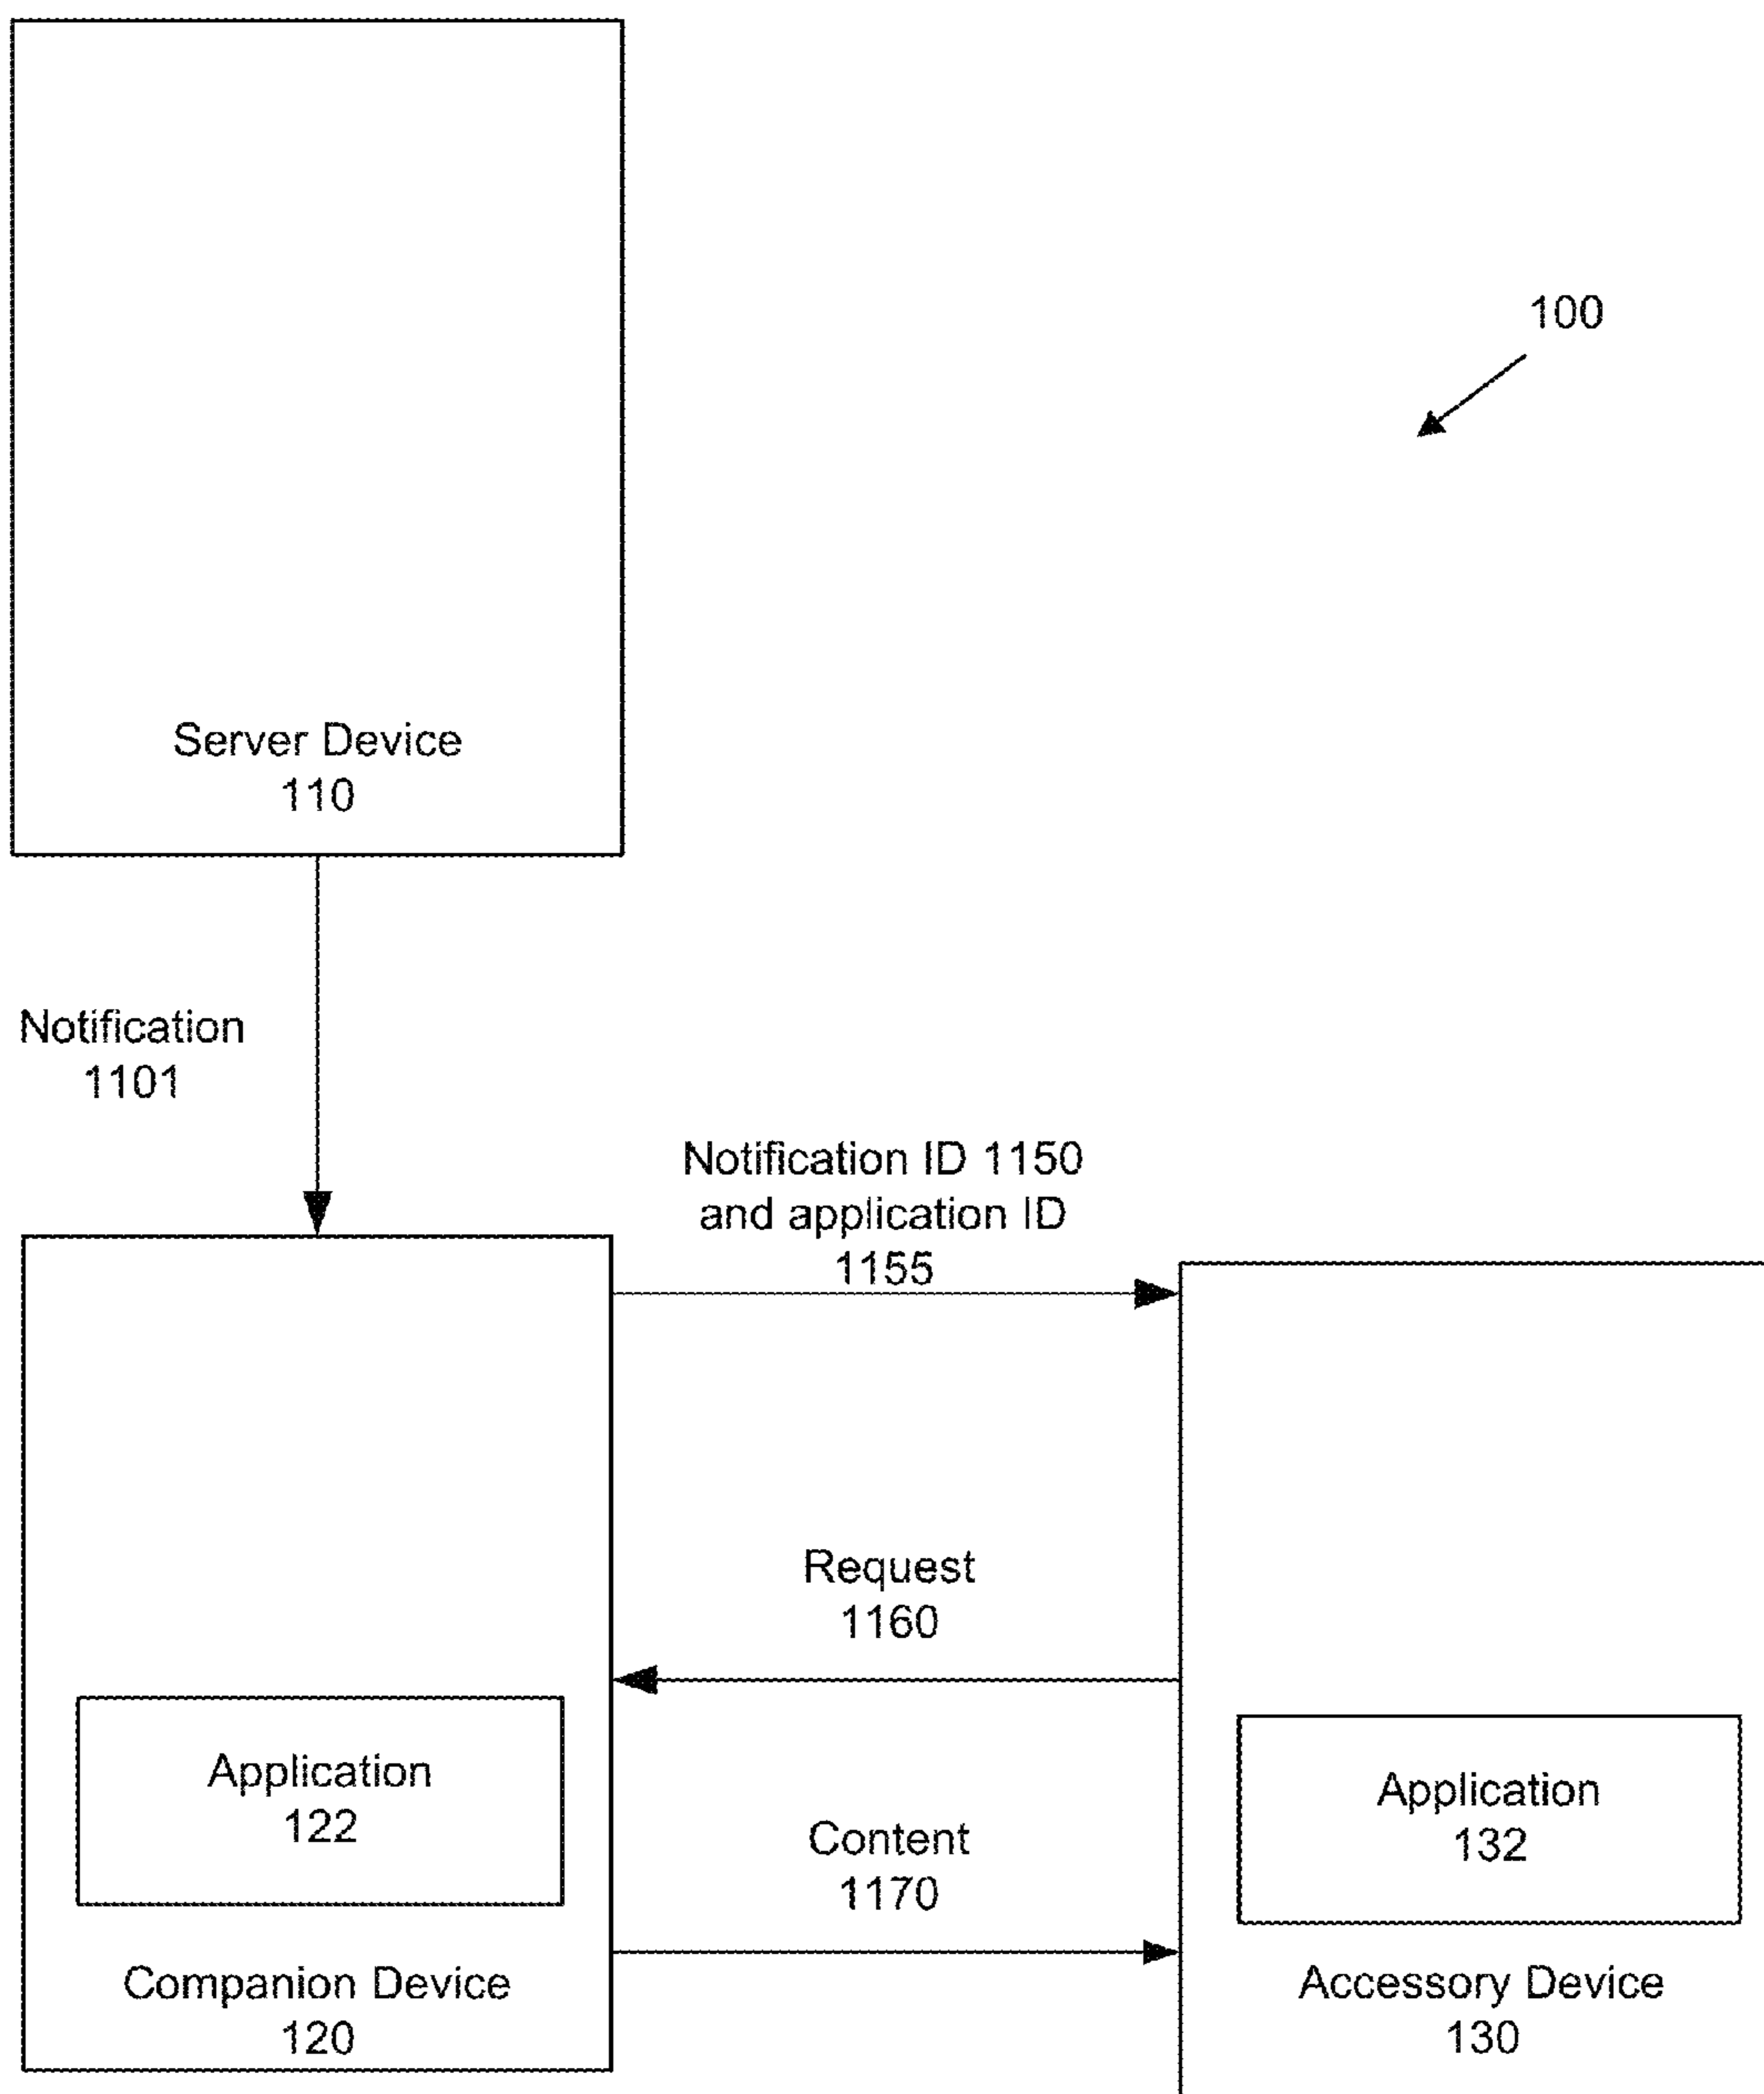 100
Server Device
110
Notification
1101
Notification ID 1150
and application ID
1155
Request
1160
Application
122
Content
1170
Application
132
Companion Device
120
Accessory Device
130